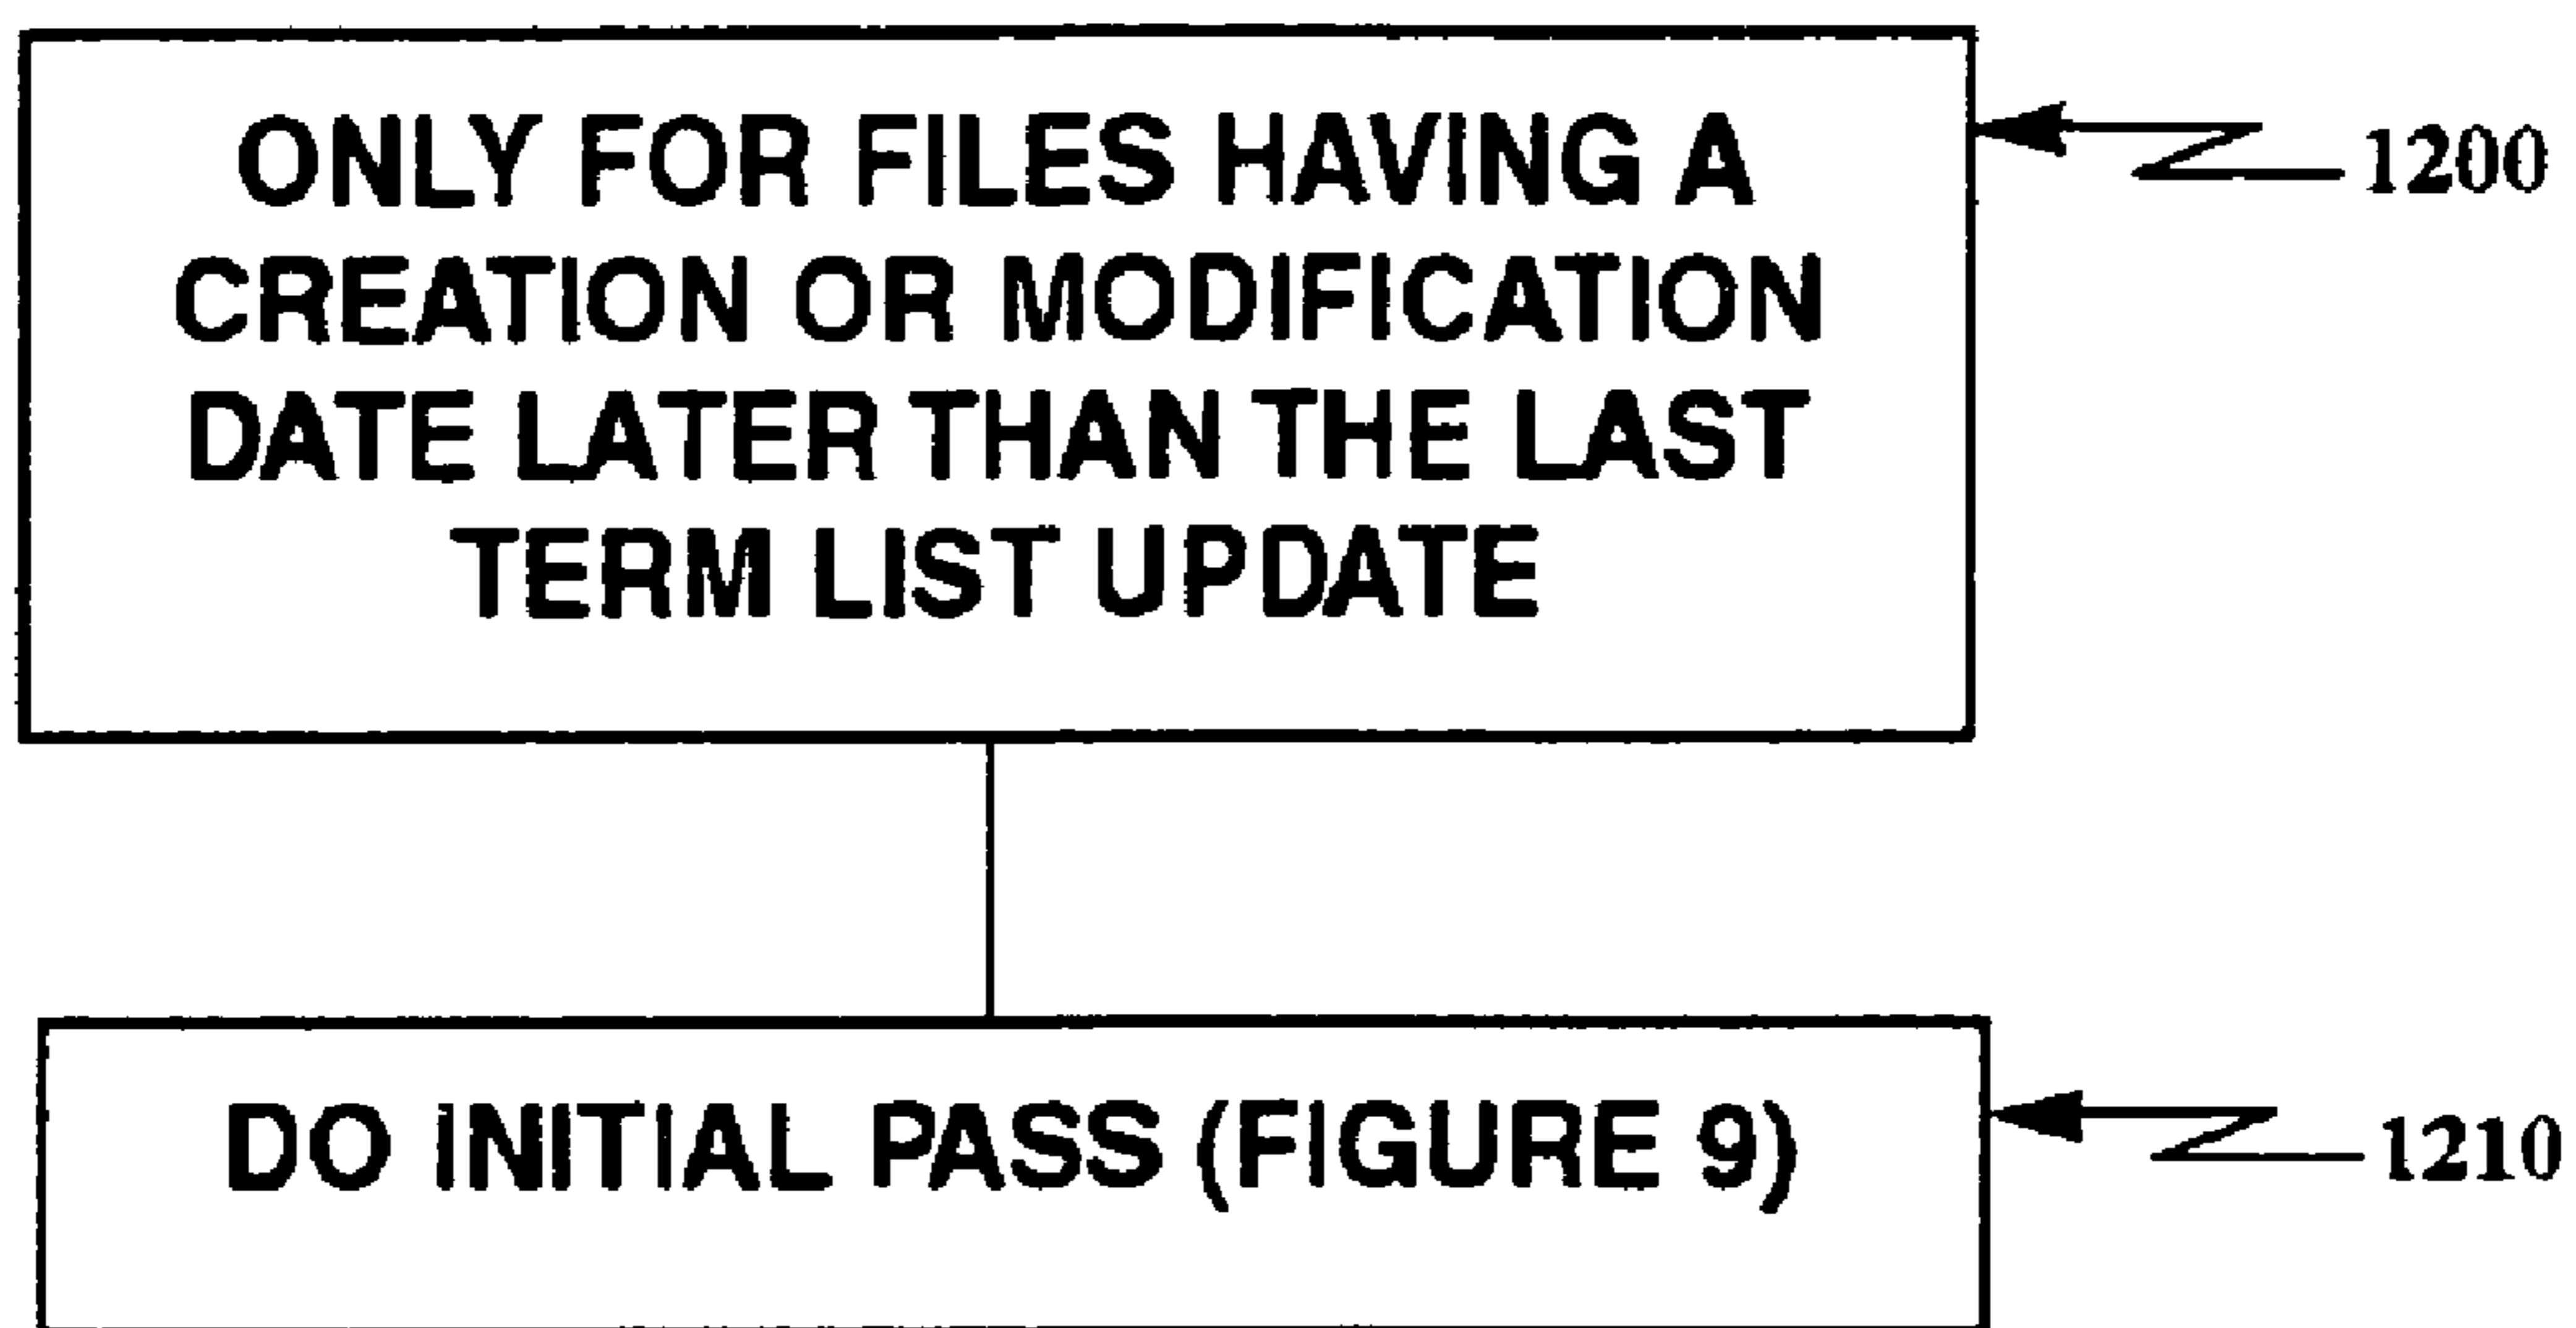 ONLY FOR FILES HAVING A
CREATION OR MODIFICATION
DATE LATER THAN THE LAST
TERM LIST UPDATE
1200
DO INITIAL PASS (FIGURE 9)
1210